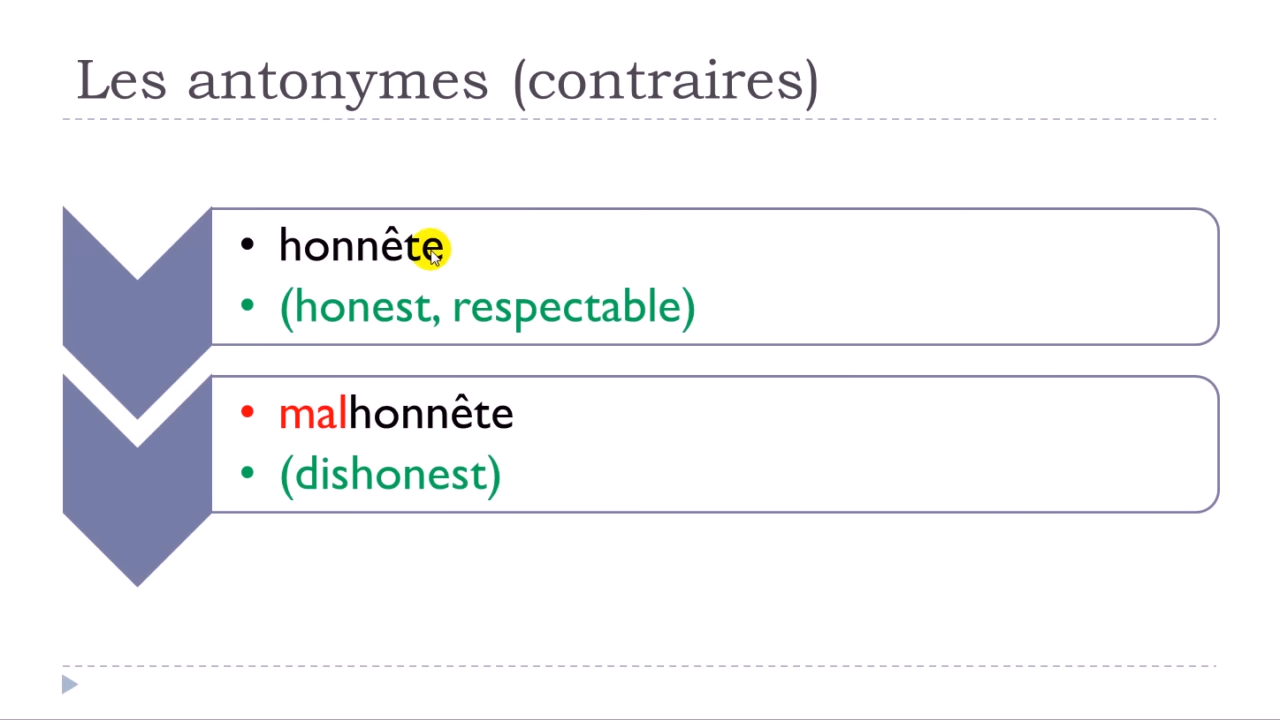 Les antonymes (contraires)
• honnête
• (honest, respectable)
• malhonnête
• (dishonest)